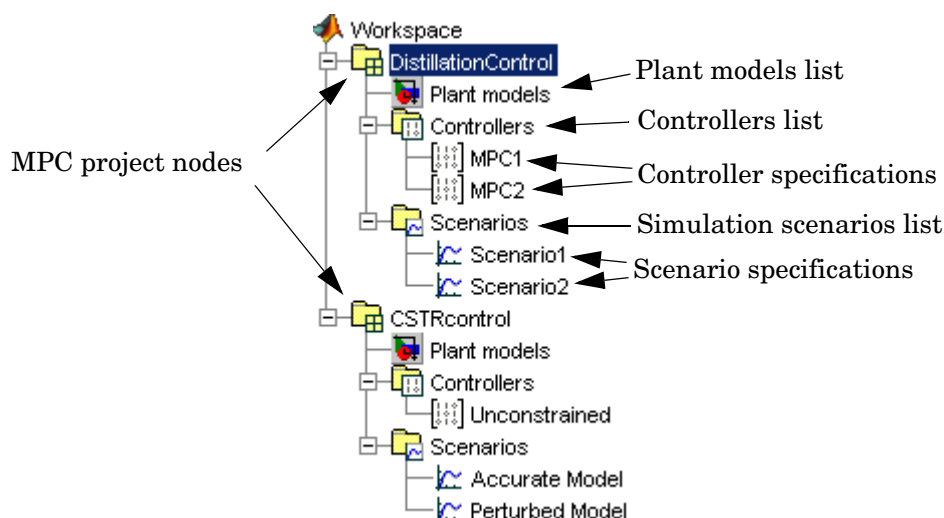 Workspace
DistillationControl
Plant models list
Plant models
Controllers
Controllers list
MPC project nodes
MPC1
Controller specifications
MPC2
Scenarios
Simulation scenarios list
Scenario1
Scenario specifications
Scenario2
CSTRcontrol
Plant models
Controllers
Unconstrained
Scenarios
Accurate Model
Perturbed Model